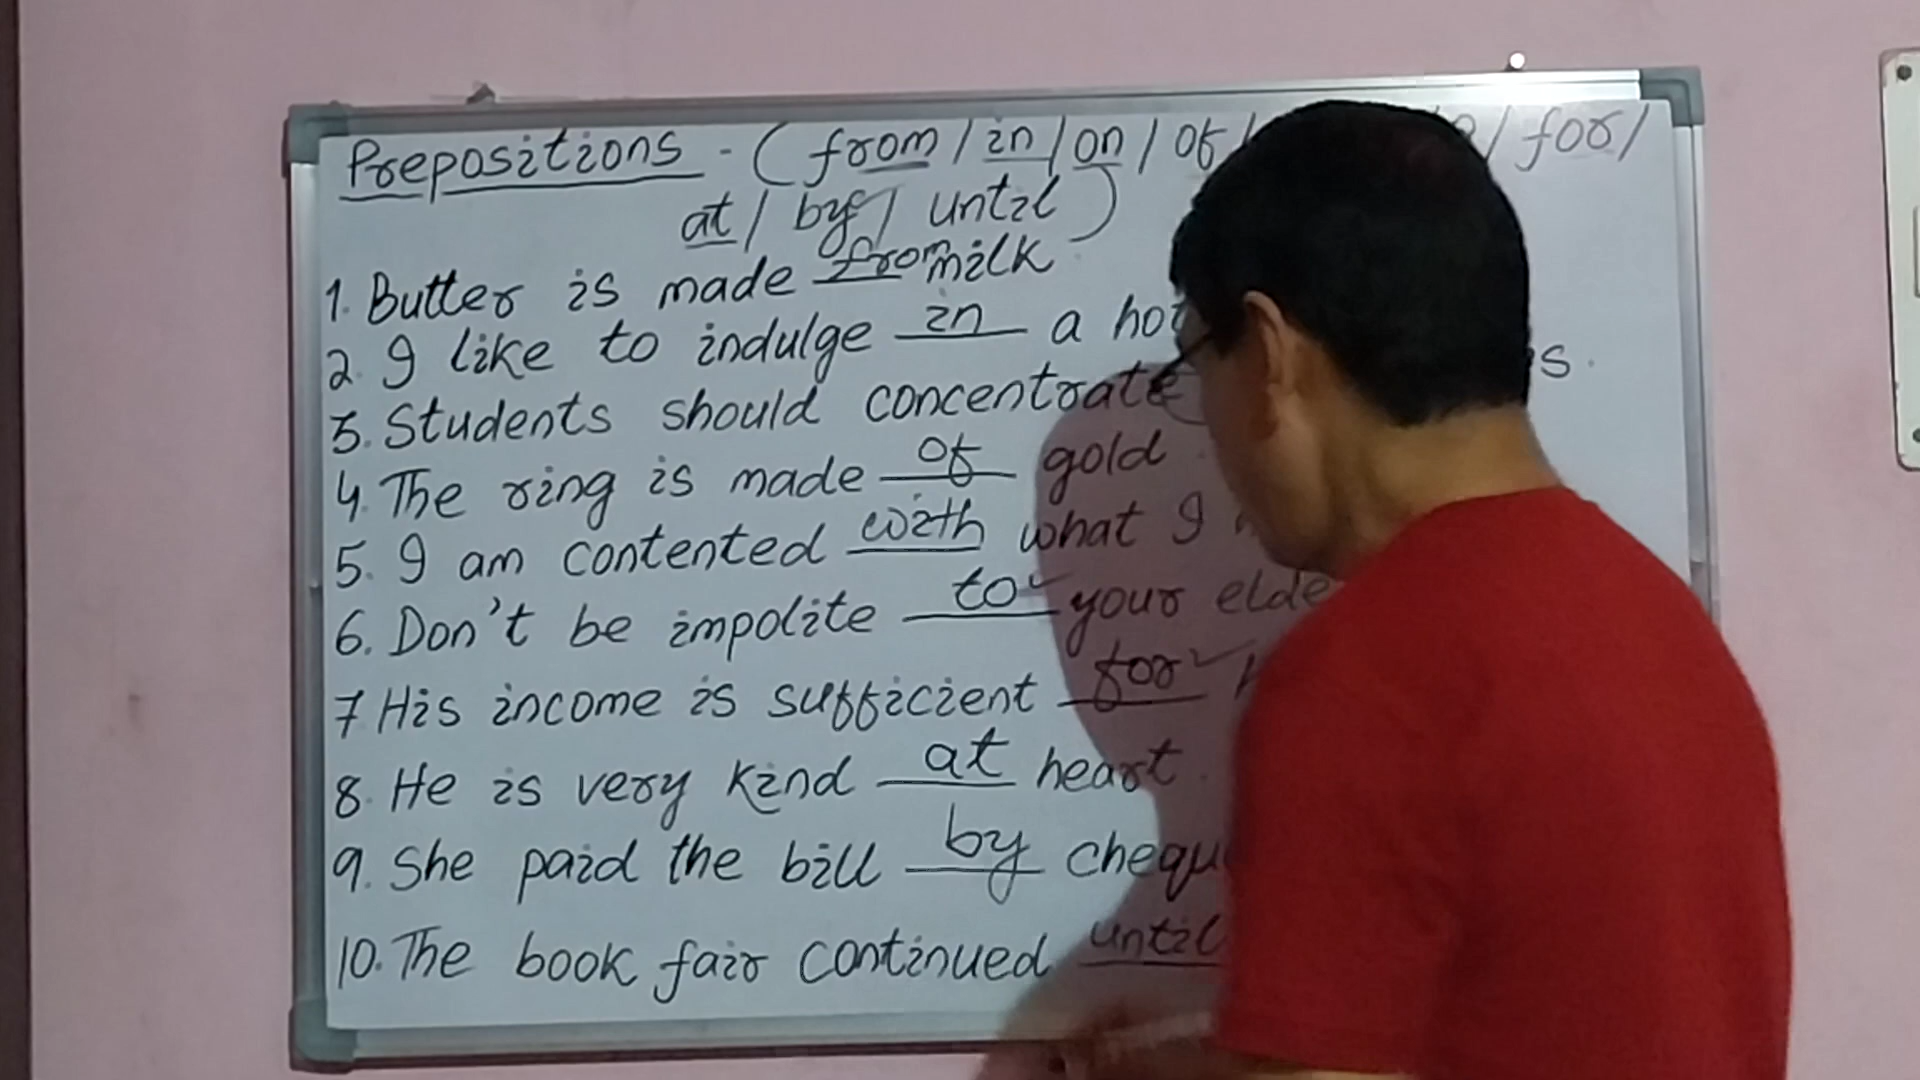 Prepositions - (from / in / on / of / for /
at / by / until)
1. Butter is made from milk
2. I like to indulge in a
3. Students should concentrate
4. The ring is made of gold
5. I am contented with what I
6. Don't be impolite to your
7 His income is sufficient for
8. He is very kind at heart.
9. She paid the bill by
10. The book fair continued until